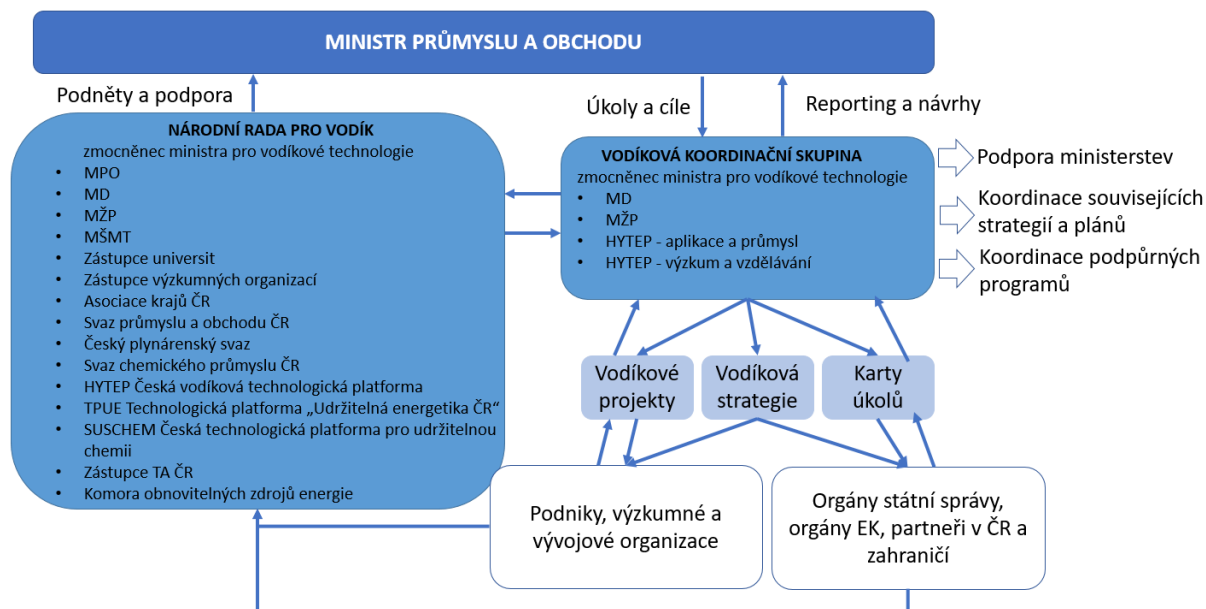 MINISTR PRŮMYSLU A OBCHODU
Podněty a podpora
Úkoly a cíle
Reporting a návrhy
NÁRODNÍ RADA PRO VODÍK
zmocněnec ministra pro vodíkové technologie
• MPO
• MD
• MŽP
• MŠMT
• Zástupce universit
• Zástupce výzkumných organizací
• Asociace krajů ČR
• Svaz průmyslu a obchodu ČR
• Český plynárenský svaz
• Svaz chemického průmyslu ČR
• HYTEP Česká vodíková technologická platforma
• TPUE Technologická platforma „Udržitelná energetika ČR“
• SUSCHEM Česká technologická platforma pro udržitelnou
chemii
• Zástupce TA ČR
• Komora obnovitelných zdrojů energie
VODÍKOVÁ KOORDINAČNÍ SKUPINA
zmocněnec ministra pro vodíkové technologie
• MD
• MŽP
• HYTEP - aplikace a průmysl
• HYTEP - výzkum a vzdělávání
Podpora ministerstev
Koordinace souvisejících
strategií a plánů
Koordinace podpůrných
programů
Vodíkové
projekty
Vodíková
strategie
Karty
úkolů
Podniky, výzkumné a
vývojové organizace
Orgány státní správy,
orgány EK, partneři v ČR a
zahraničí